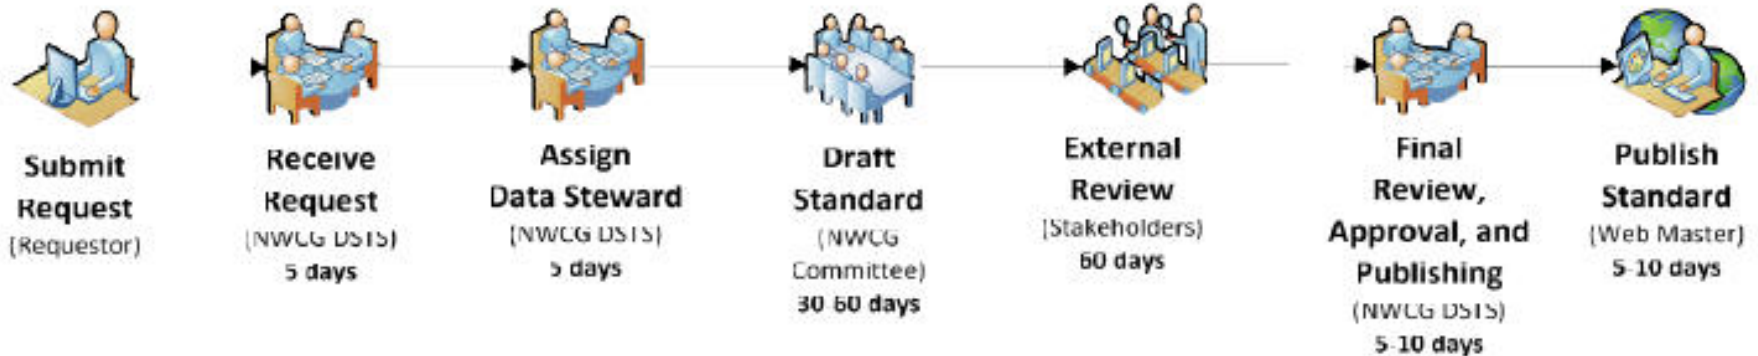 Submit
Request
(Requestor)
Receive
Request
(NWCG DSTS)
5 days
Assign
Data Steward
(NWCG DSTS)
5 days
Draft
Standard
(NWCG
Committee)
30-60 days
External
Review
(Stakeholders)
60 days
Final
Review,
Approval, and
Publishing
(NWCG DSTS)
5-10 days
Publish
Standard
(Web Master)
5-10 days